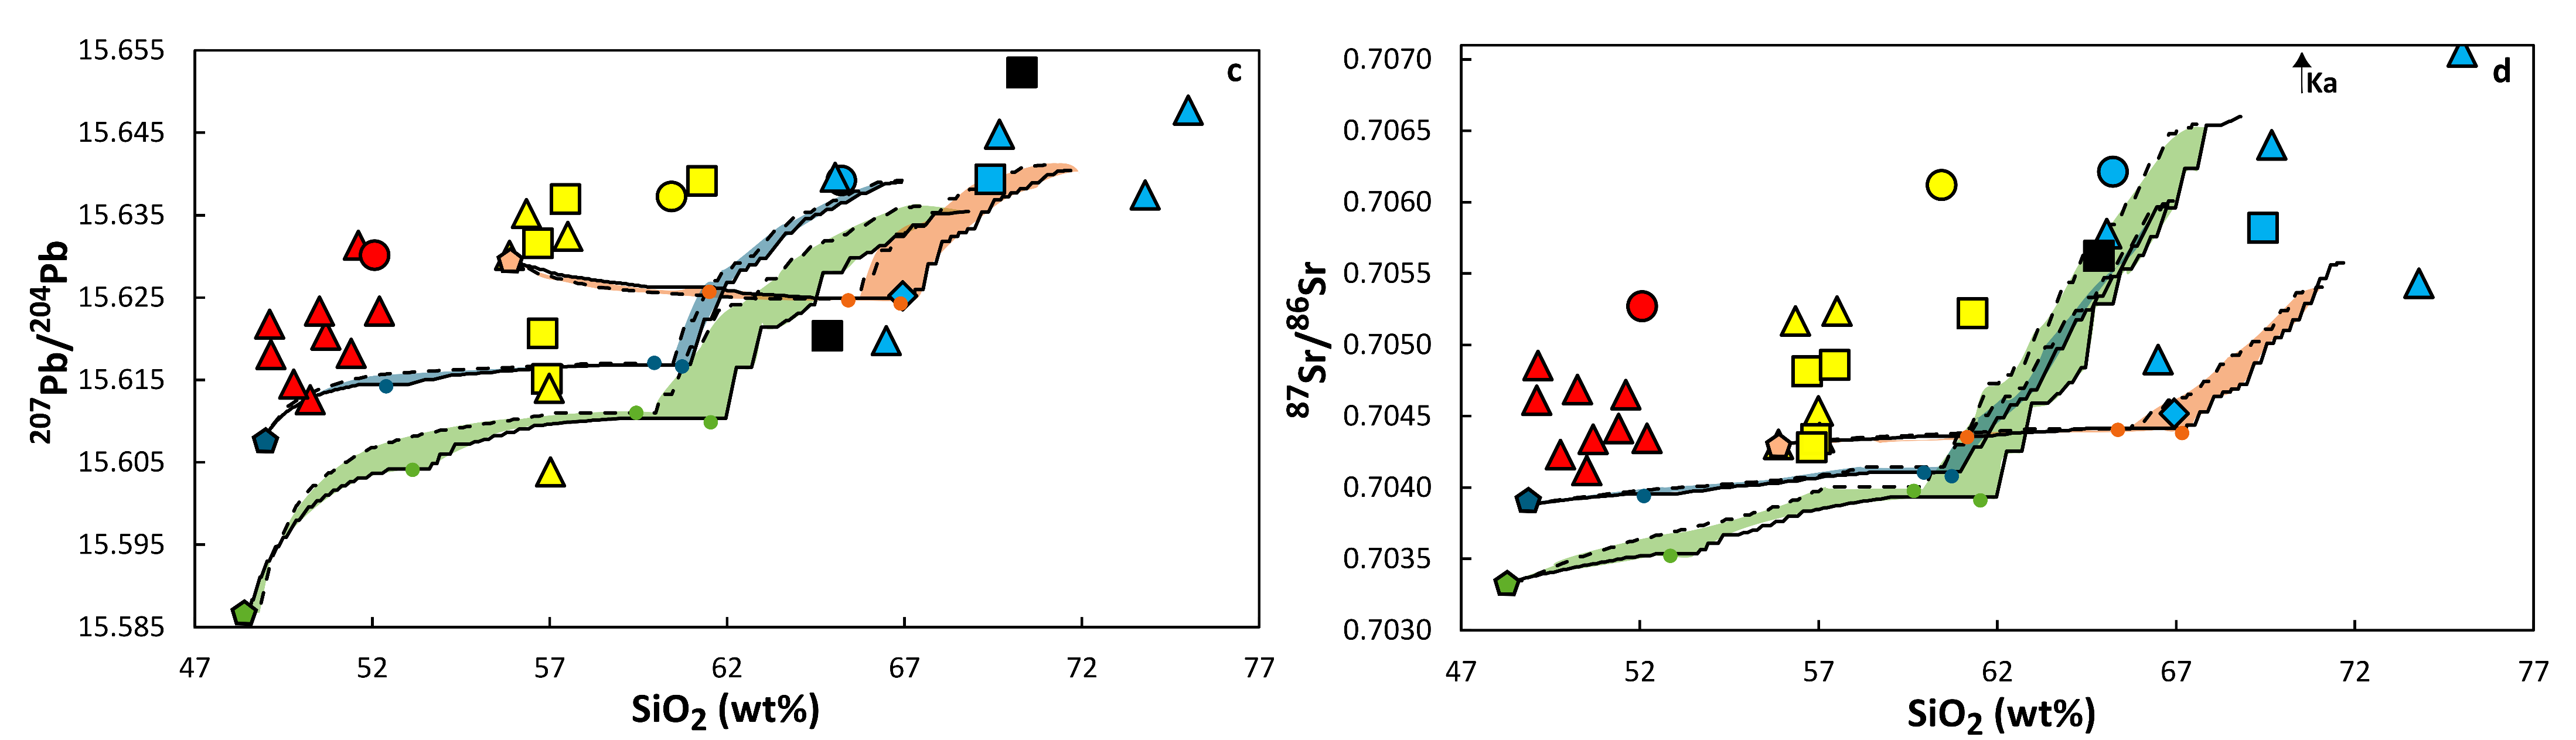 c
15.655
15.645
15.635
15.625
15.615
15.605
15.595
15.585
207Pb/204Pb
47 52 57 62 67 72 77
SiO2 (wt%)
d
Ka
0.7070
0.7065
0.7060
0.7055
0.7050
0.7045
0.7040
0.7035
0.7030
87Sr/86Sr
47 52 57 62 67 72 77
SiO2 (wt%)